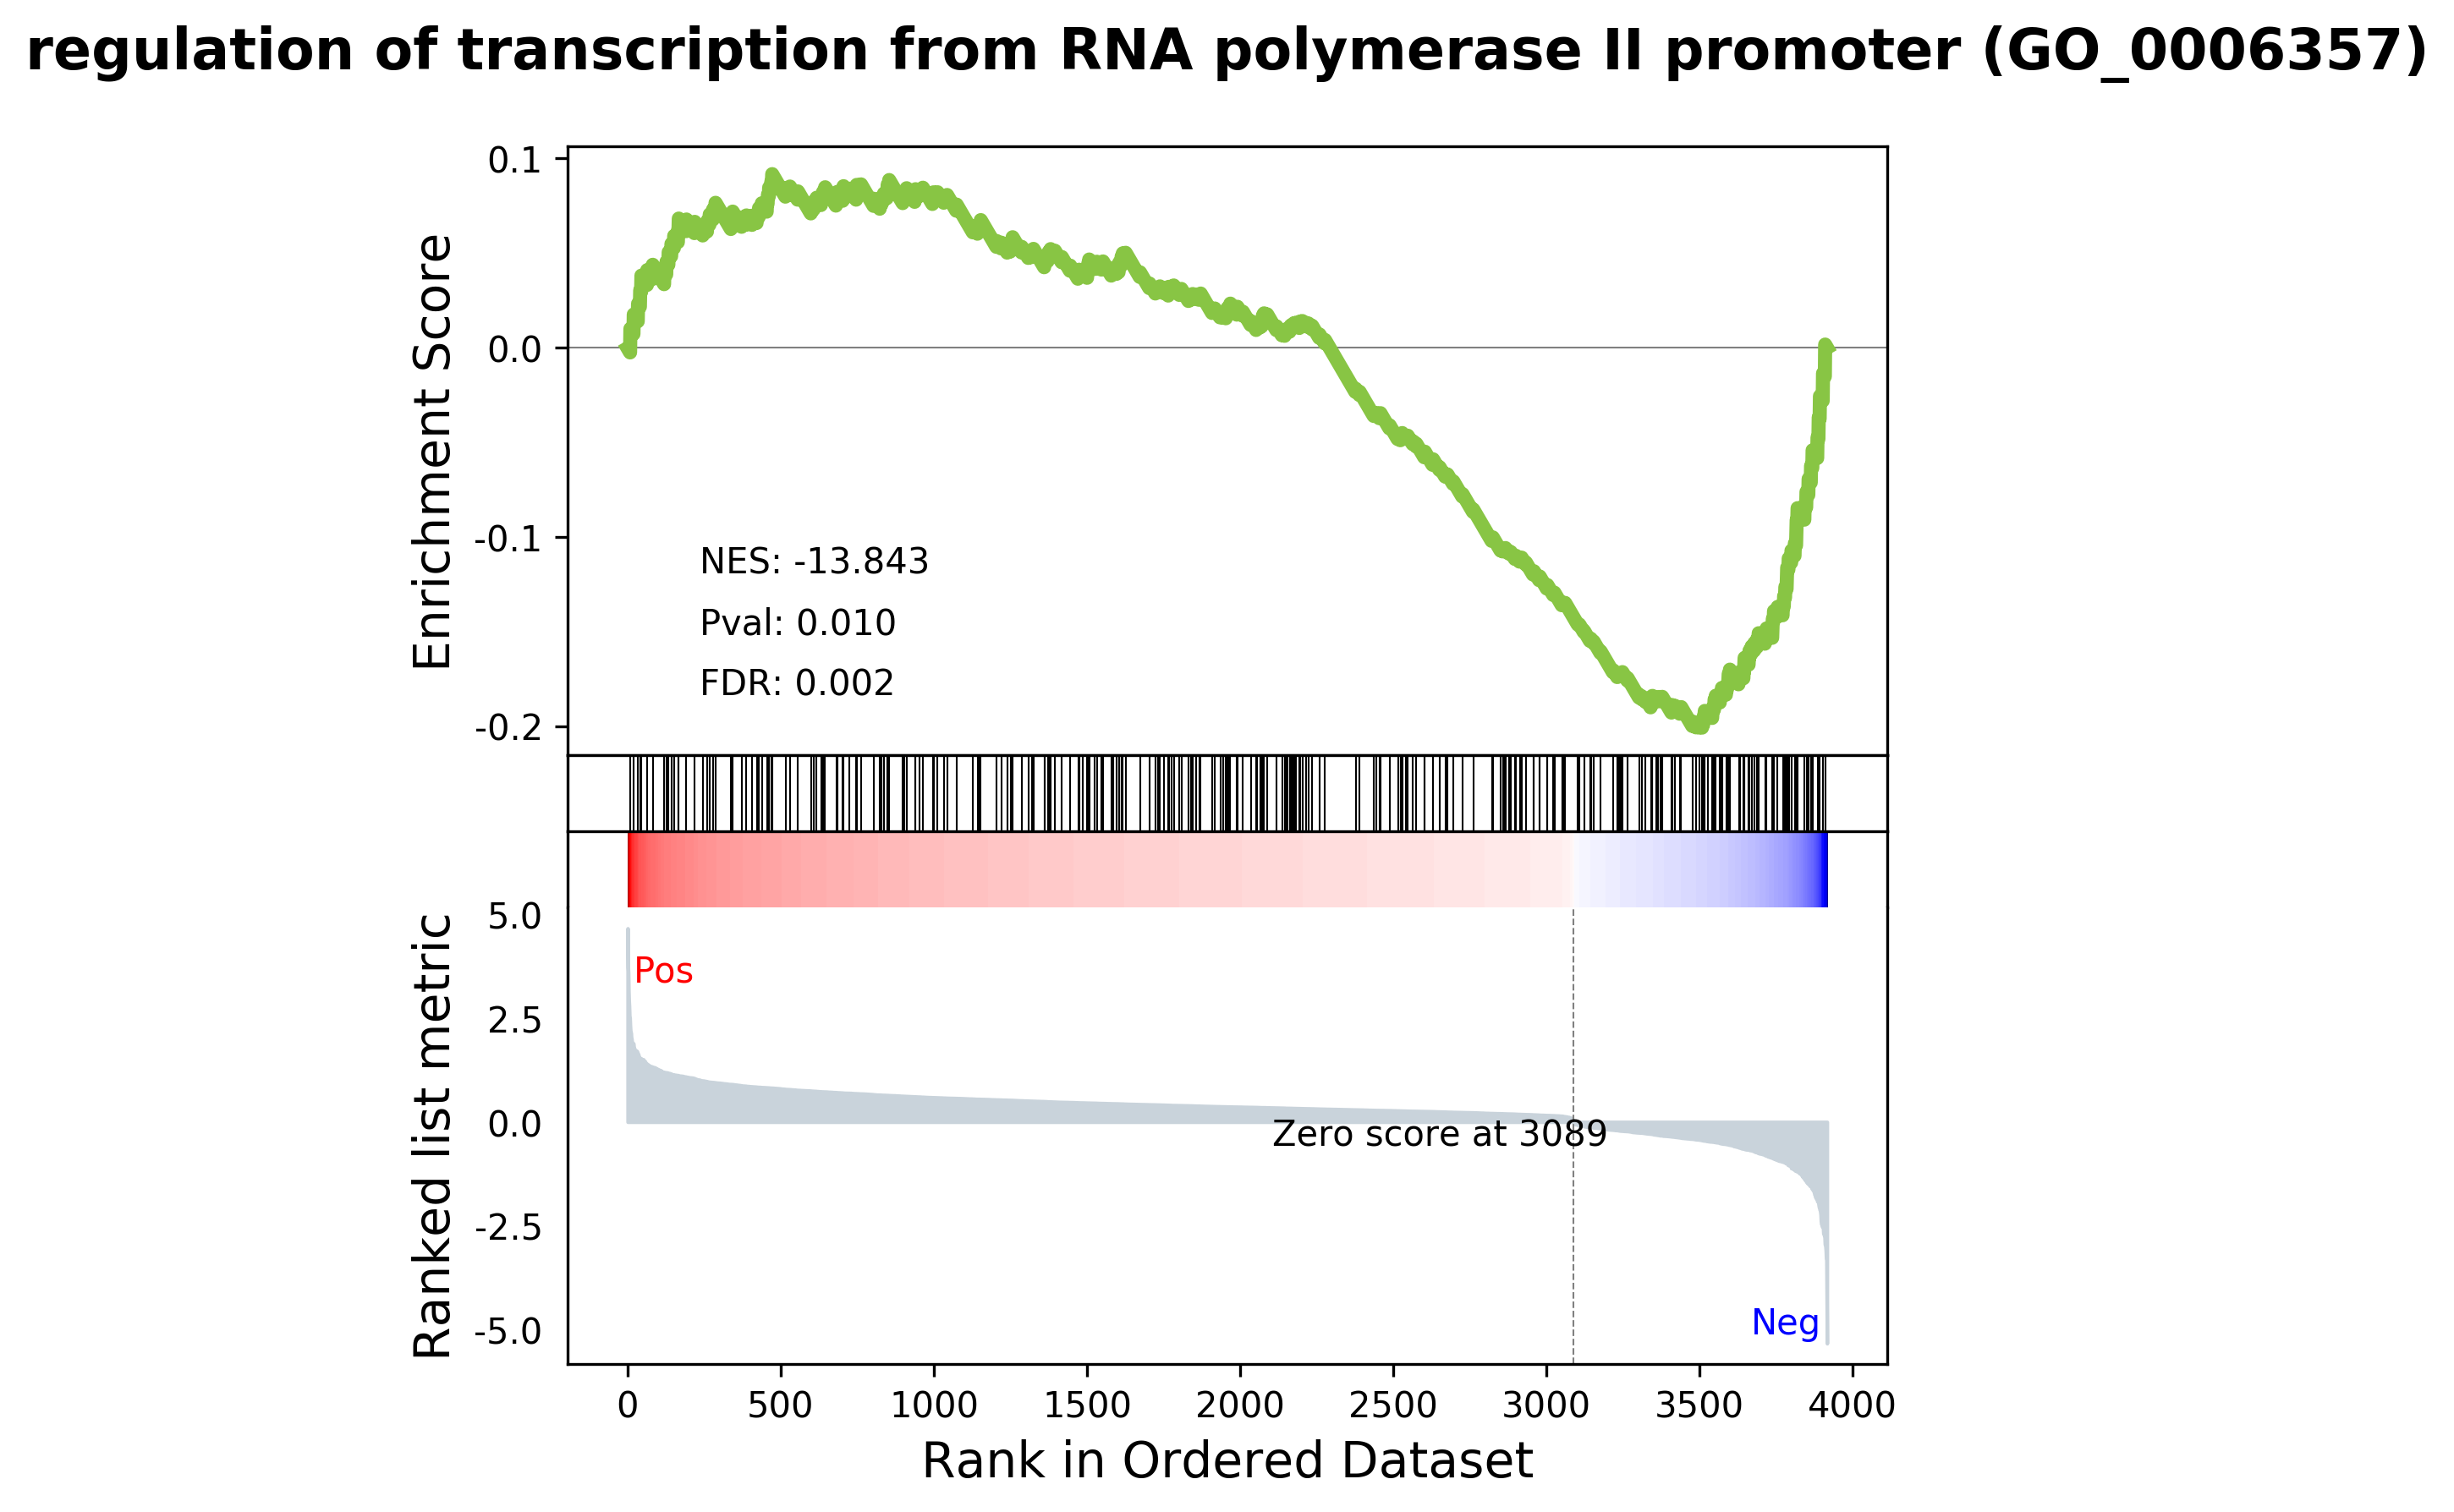 regulation of transcription from RNA polymerase II promoter (GO_0006357)
Enrichment Score
0.1
0.0
-0.1
-0.2
NES: -13.843
Pval: 0.010
FDR: 0.002
Ranked list metric
5.0
2.5
0.0
-2.5
-5.0
Pos
Zero score at 3089
Neg
0 500 1000 1500 2000 2500 3000 3500 4000
Rank in Ordered Dataset